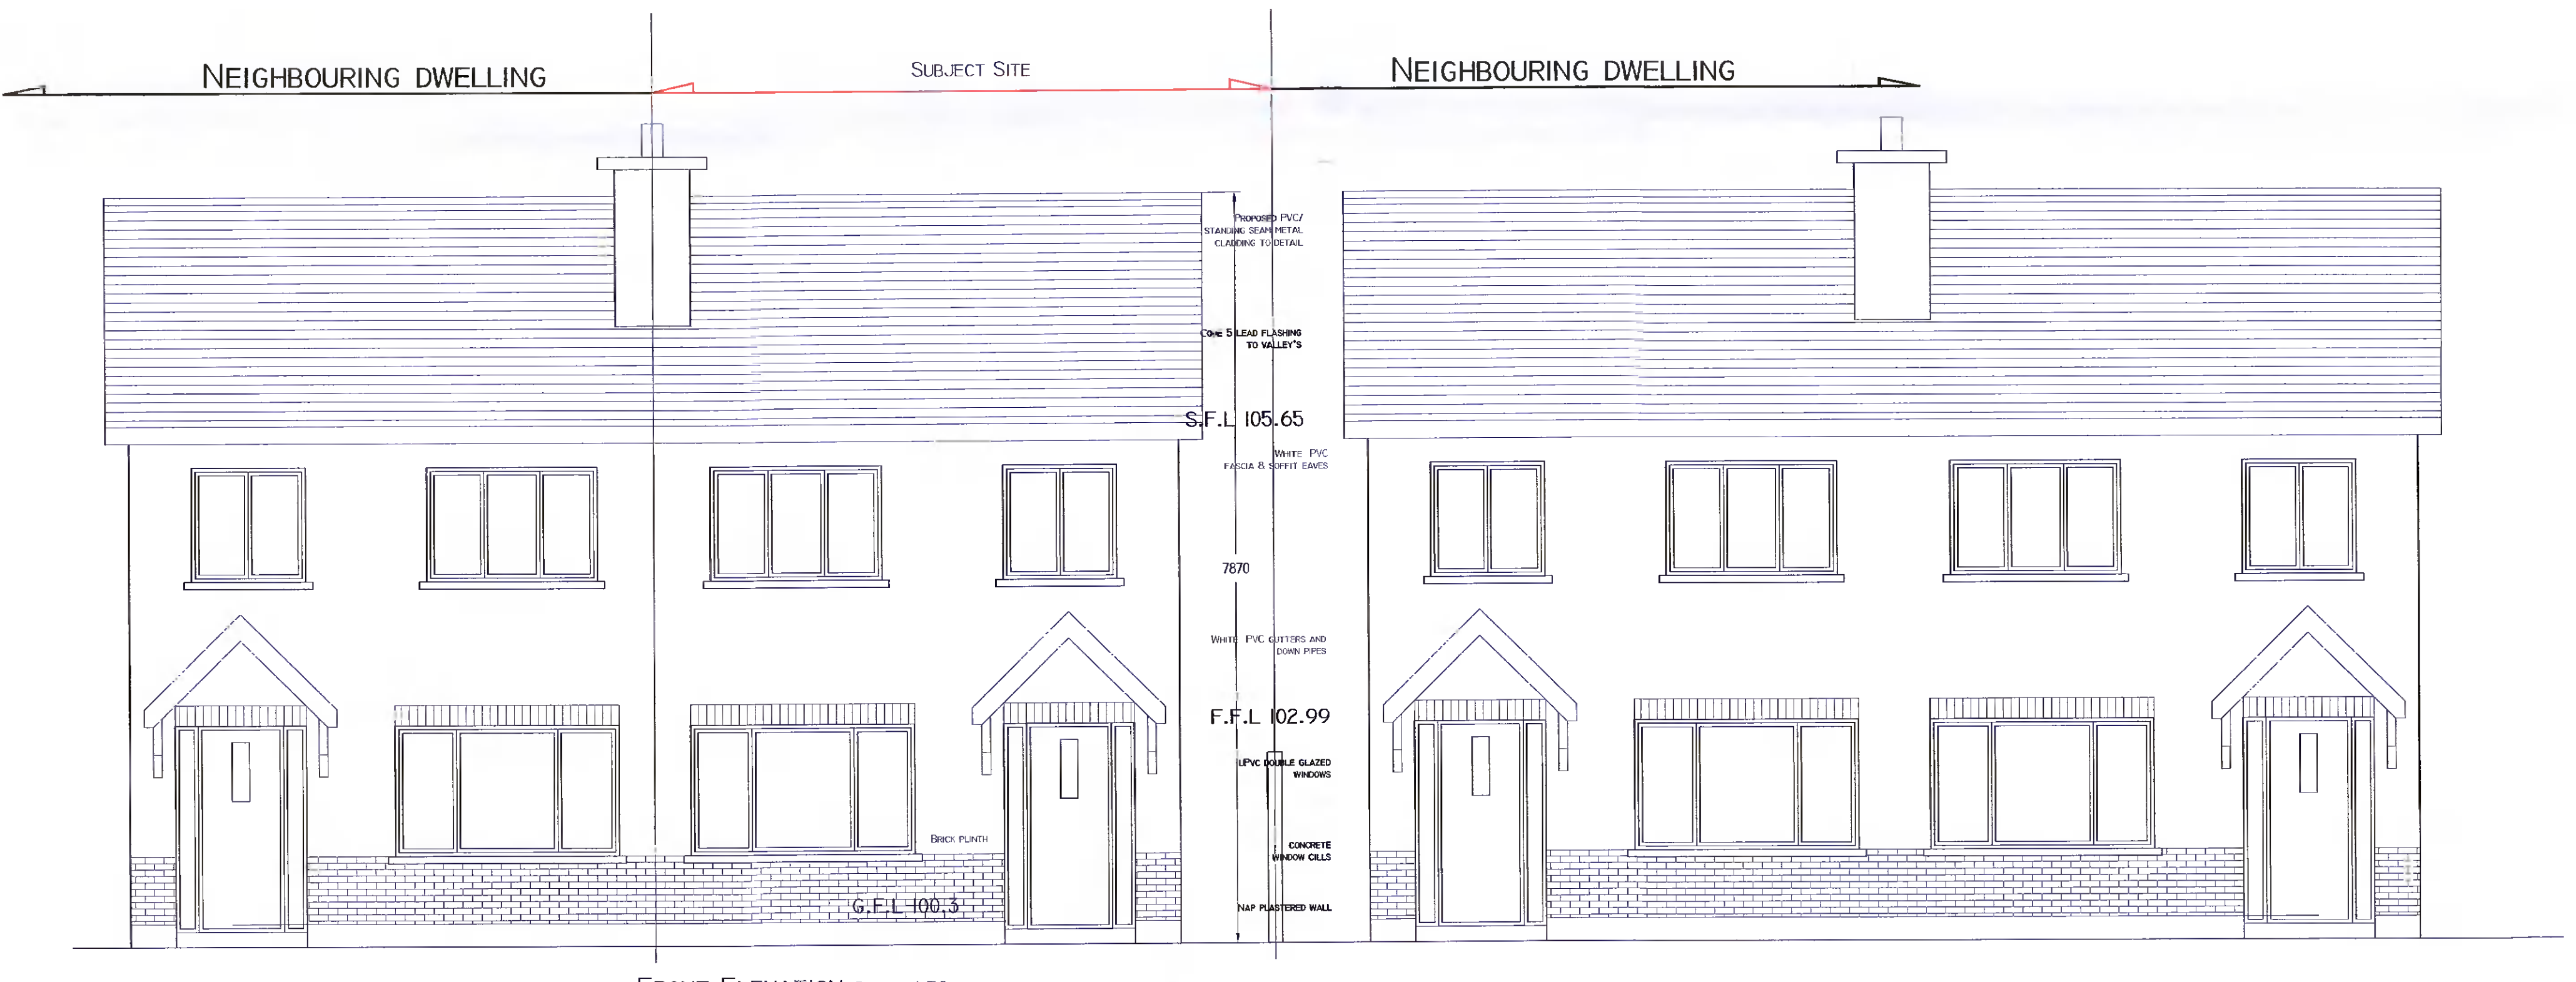 NEIGHBOURING DWELLING
SUBJECT SITE
NEIGHBOURING DWELLING
PROPOSED PVC/
STANDING SEAM METAL
CLADDING TO DETAIL
CODE 5 LEAD FLASHING
TO VALLEY'S
S.F.L 105.65
WHITE PVC
FASCIA & SOFFIT EAVES
7870
WHITE PVC GUTTERS AND
DOWN PIPES
F.F.L 102.99
UPVC DOUBLE GLAZED
WINDOWS
BRICK PLINTH
CONCRETE
WINDOW CILLS
G.F.L 100.3
NAP PLASTERED WALL
FRONT ELEVATION